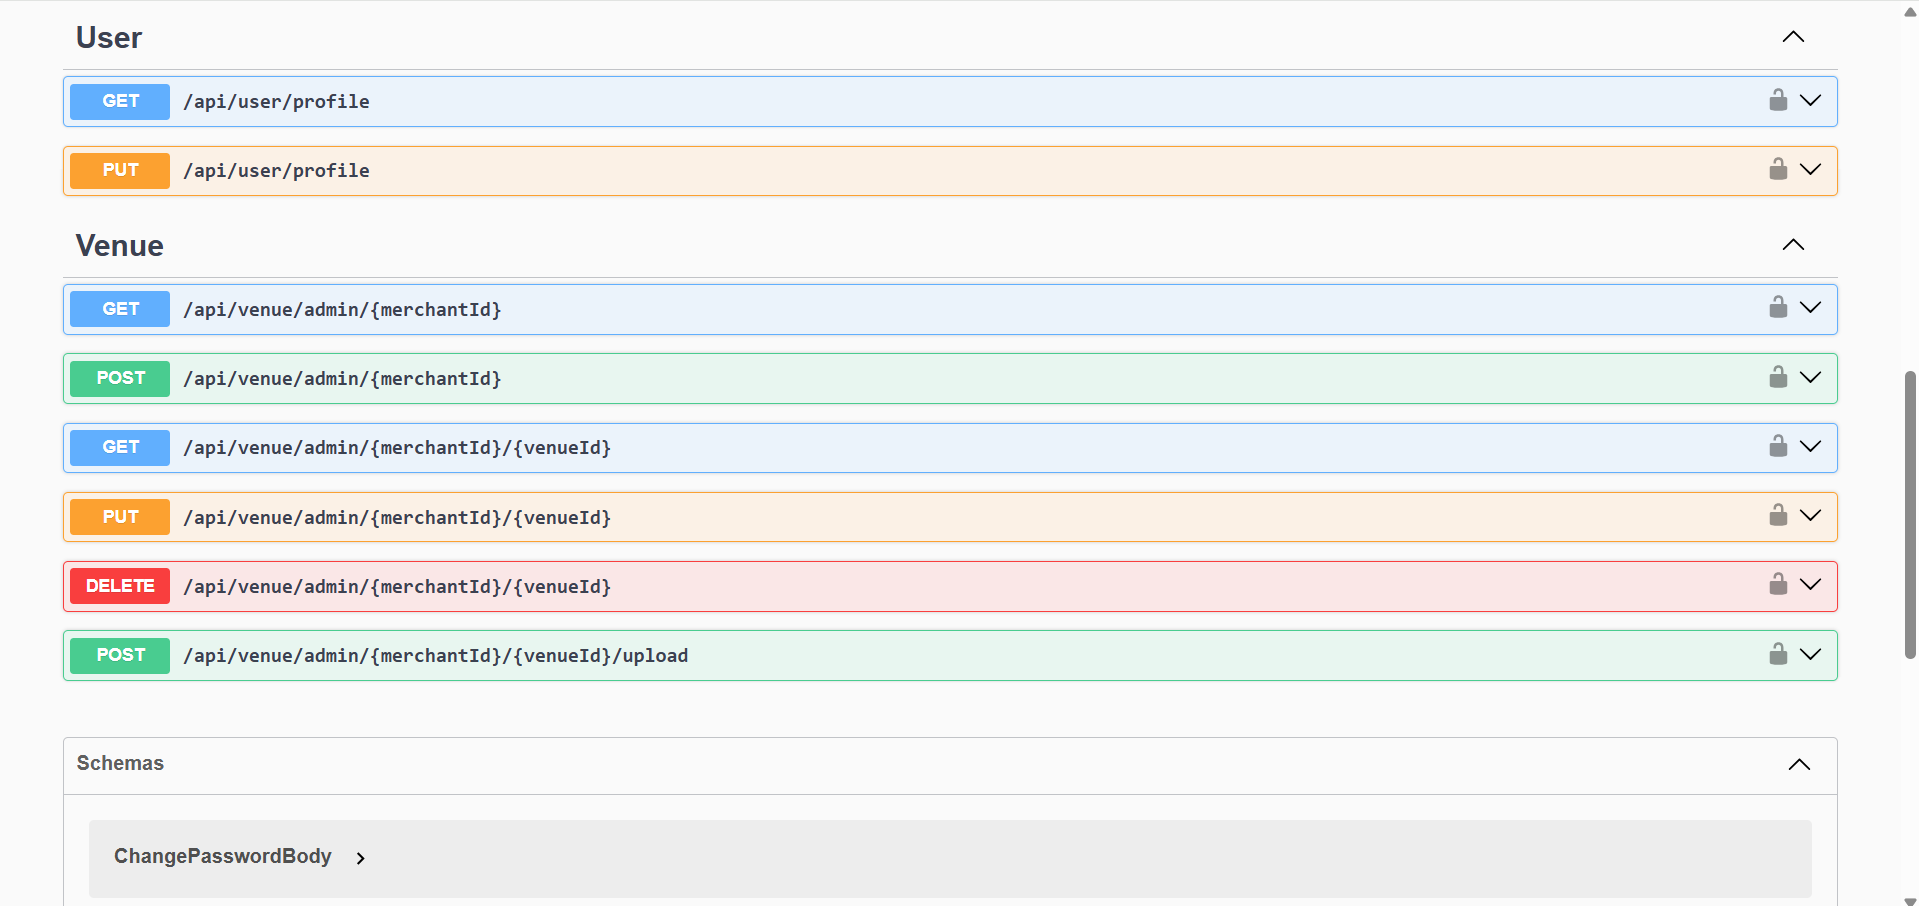 User
GET /api/user/profile
PUT /api/user/profile
Venue
GET /api/venue/admin/{merchantId}
POST /api/venue/admin/{merchantId}
GET /api/venue/admin/{merchantId}/{venueId}
PUT /api/venue/admin/{merchantId}/{venueId}
DELETE /api/venue/admin/{merchantId}/{venueId}
POST /api/venue/admin/{merchantId}/{venueId}/upload
Schemas
ChangePasswordBody